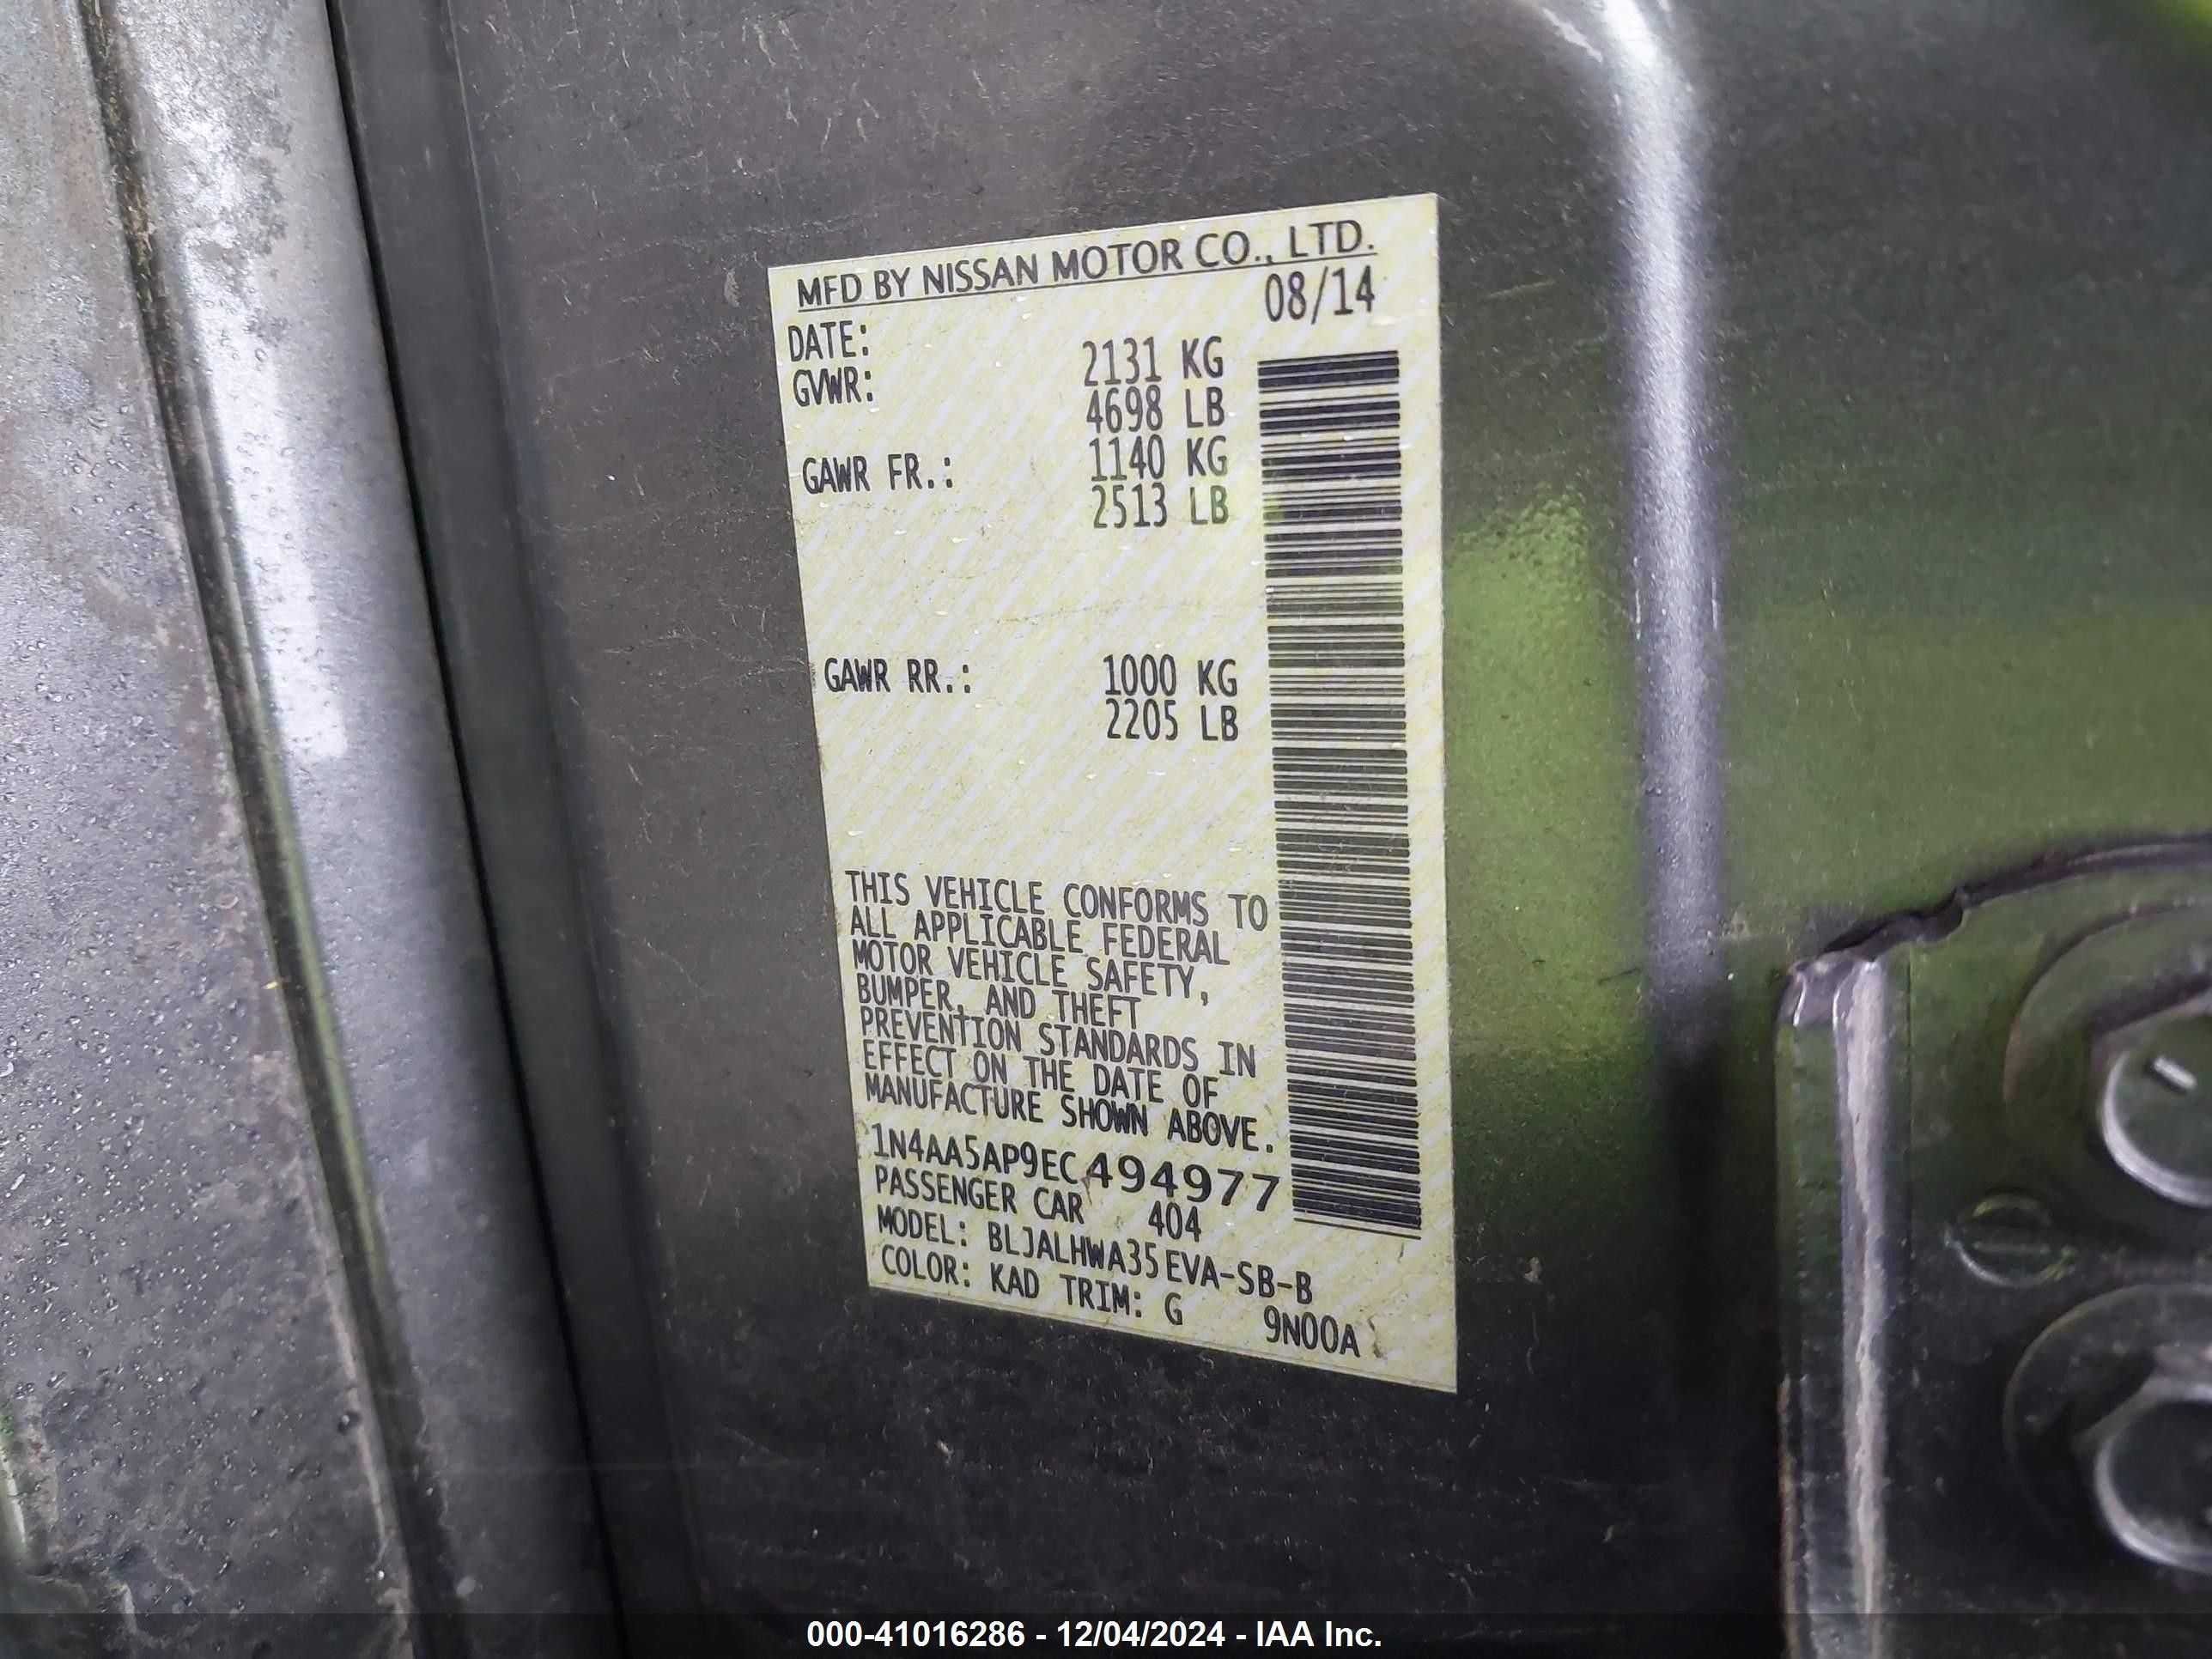 MFD BY NISSAN MOTOR CO., LTD.
DATE: 08/14
GVWR: 2131 KG
4698 LB
GAWR FR.: 1140 KG
2513 LB
GAWR RR.: 1000 KG
2205 LB
THIS VEHICLE CONFORMS TO
ALL APPLICABLE FEDERAL
MOTOR VEHICLE SAFETY,
BUMPER, AND THEFT
PREVENTION STANDARDS IN
EFFECT ON THE DATE OF
MANUFACTURE SHOWN ABOVE.
1N4AA5AP9EC494977
PASSENGER CAR 404
MODEL: BLJALHWA35EVA-SB-B
COLOR: KAD TRIM: G 9N00A
000-41016286 - 12/04/2024 - IAA Inc.